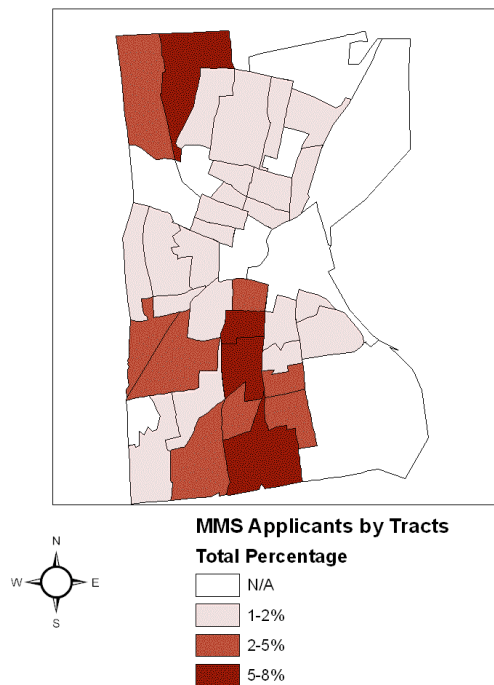 MMS Applicants by Tracts
Total Percentage
N/A
1-2%
2-5%
5-8%
N
W E
S